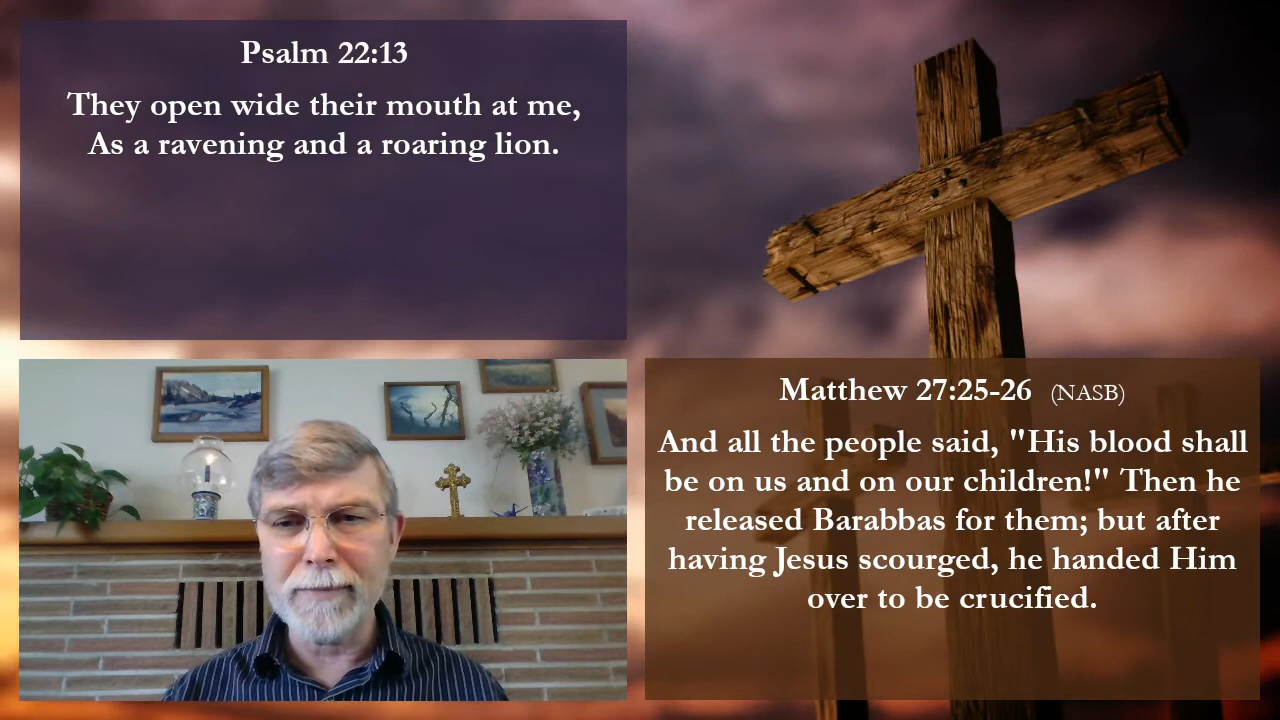 Psalm 22:13
They open wide their mouth at me,
As a ravening and a roaring lion.
Matthew 27:25-26 (NASB)
And all the people said, "His blood shall
be on us and on our children!" Then he
released Barabbas for them; but after
having Jesus scourged, he handed Him
over to be crucified.